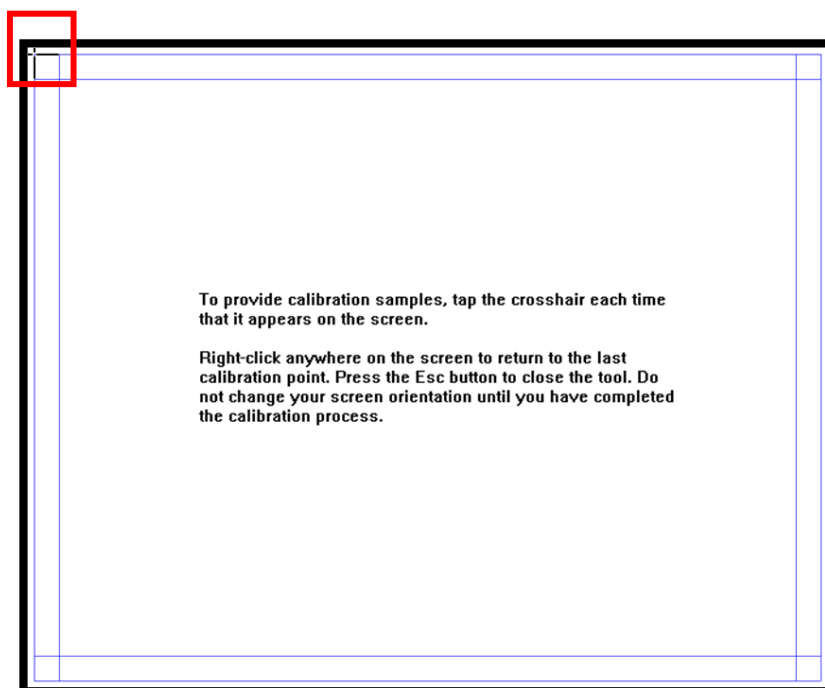 To provide calibration samples, tap the crosshair each time
that it appears on the screen.
Right-click anywhere on the screen to return to the last
calibration point. Press the Esc button to close the tool. Do
not change your screen orientation until you have completed
the calibration process.